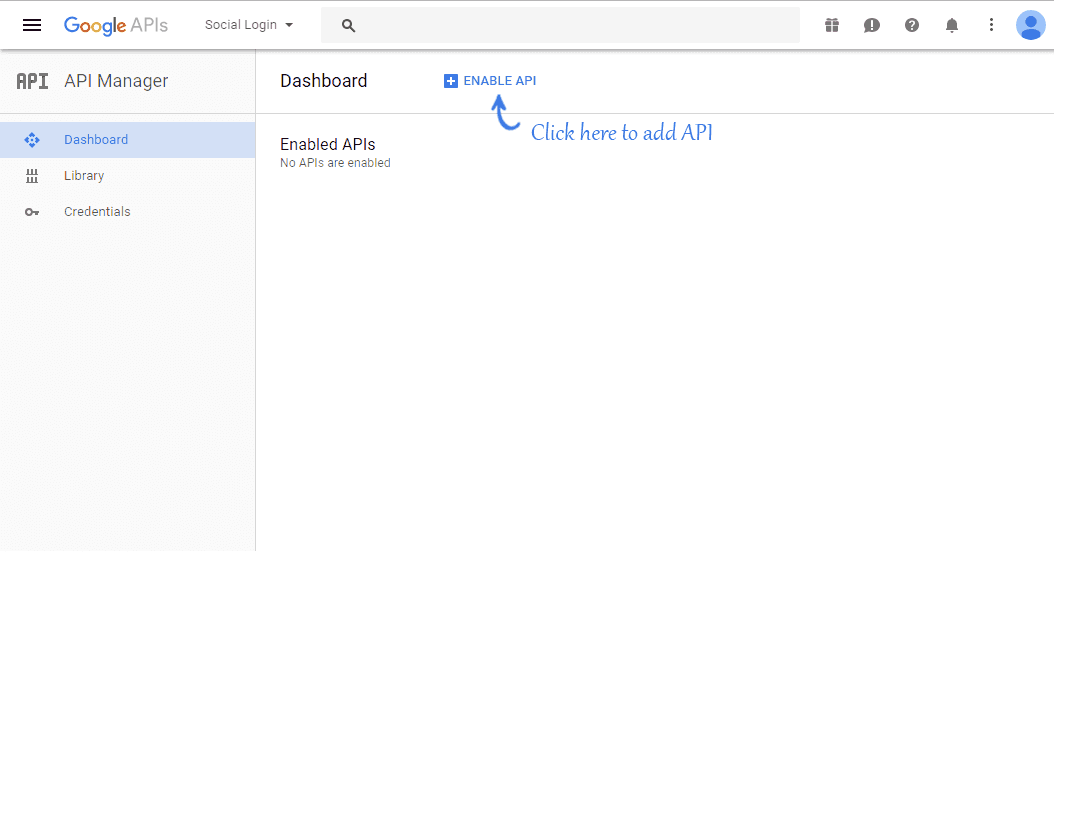 Google APIs
Social Login
API API Manager
Dashboard
ENABLE API
Click here to add API
Dashboard
Library
Credentials
Enabled APIs
No APIs are enabled